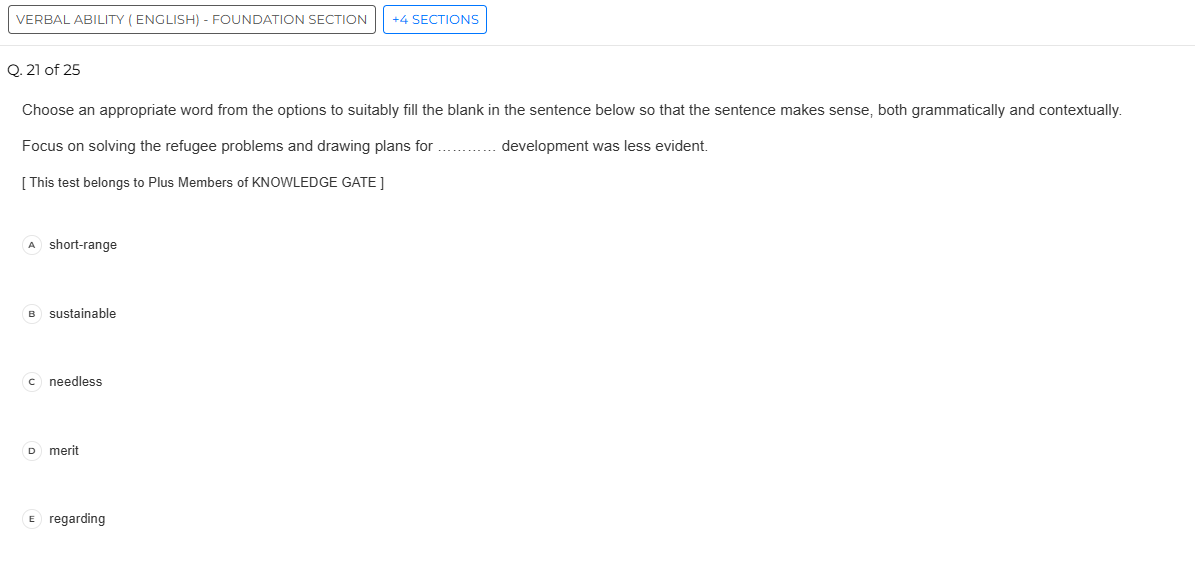 VERBAL ABILITY ( ENGLISH) - FOUNDATION SECTION
+4 SECTIONS
Q. 21 of 25
Choose an appropriate word from the options to suitably fill the blank in the sentence below so that the sentence makes sense, both grammatically and contextually.
Focus on solving the refugee problems and drawing plans for ............ development was less evident.
[ This test belongs to Plus Members of KNOWLEDGE GATE ]
A short-range
B sustainable
C needless
D merit
E regarding